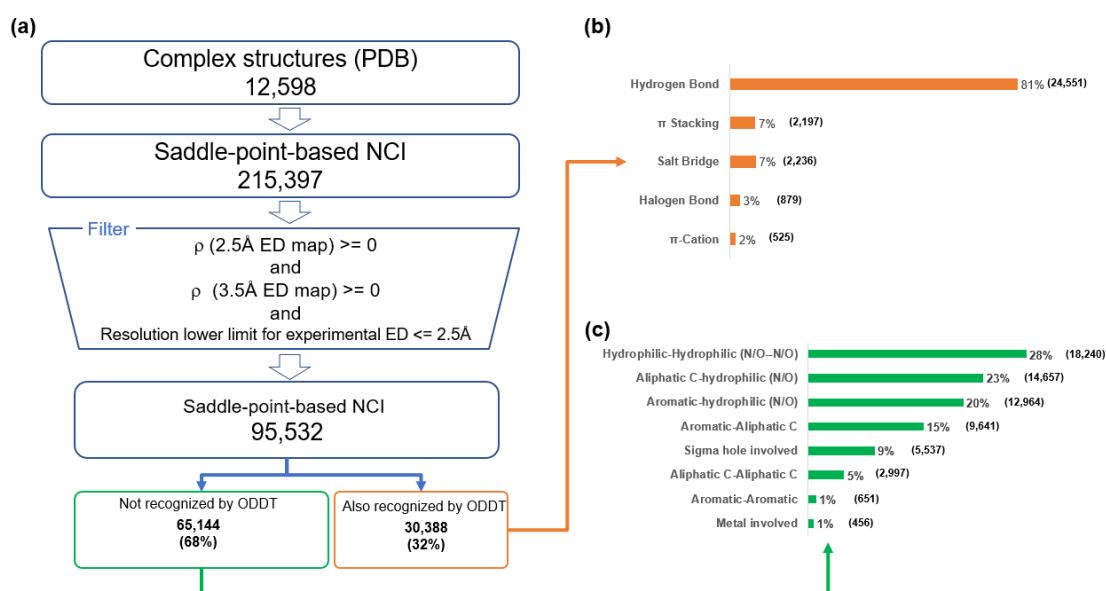 (a)
Complex structures (PDB)
12,598
Saddle-point-based NCI
215,397
Filter
ρ (2.5Å ED map) >= 0
and
ρ (3.5Å ED map) >= 0
and
Resolution lower limit for experimental ED <= 2.5Å
Saddle-point-based NCI
95,532
Not recognized by ODDT
65,144
(68%)
Also recognized by ODDT
30,388
(32%)
(b)
Hydrogen Bond 81% (24,551)
π Stacking 7% (2,197)
Salt Bridge 7% (2,236)
Halogen Bond 3% (879)
π-Cation 2% (525)
(c)
Hydrophilic-Hydrophilic (N/O--N/O) 28% (18,240)
Aliphatic C-hydrophilic (N/O) 23% (14,657)
Aromatic-hydrophilic (N/O) 20% (12,964)
Aromatic-Aliphatic C 15% (9,641)
Sigma hole involved 9% (5,537)
Aliphatic C-Aliphatic C 5% (2,997)
Aromatic-Aromatic 1% (651)
Metal involved 1% (456)